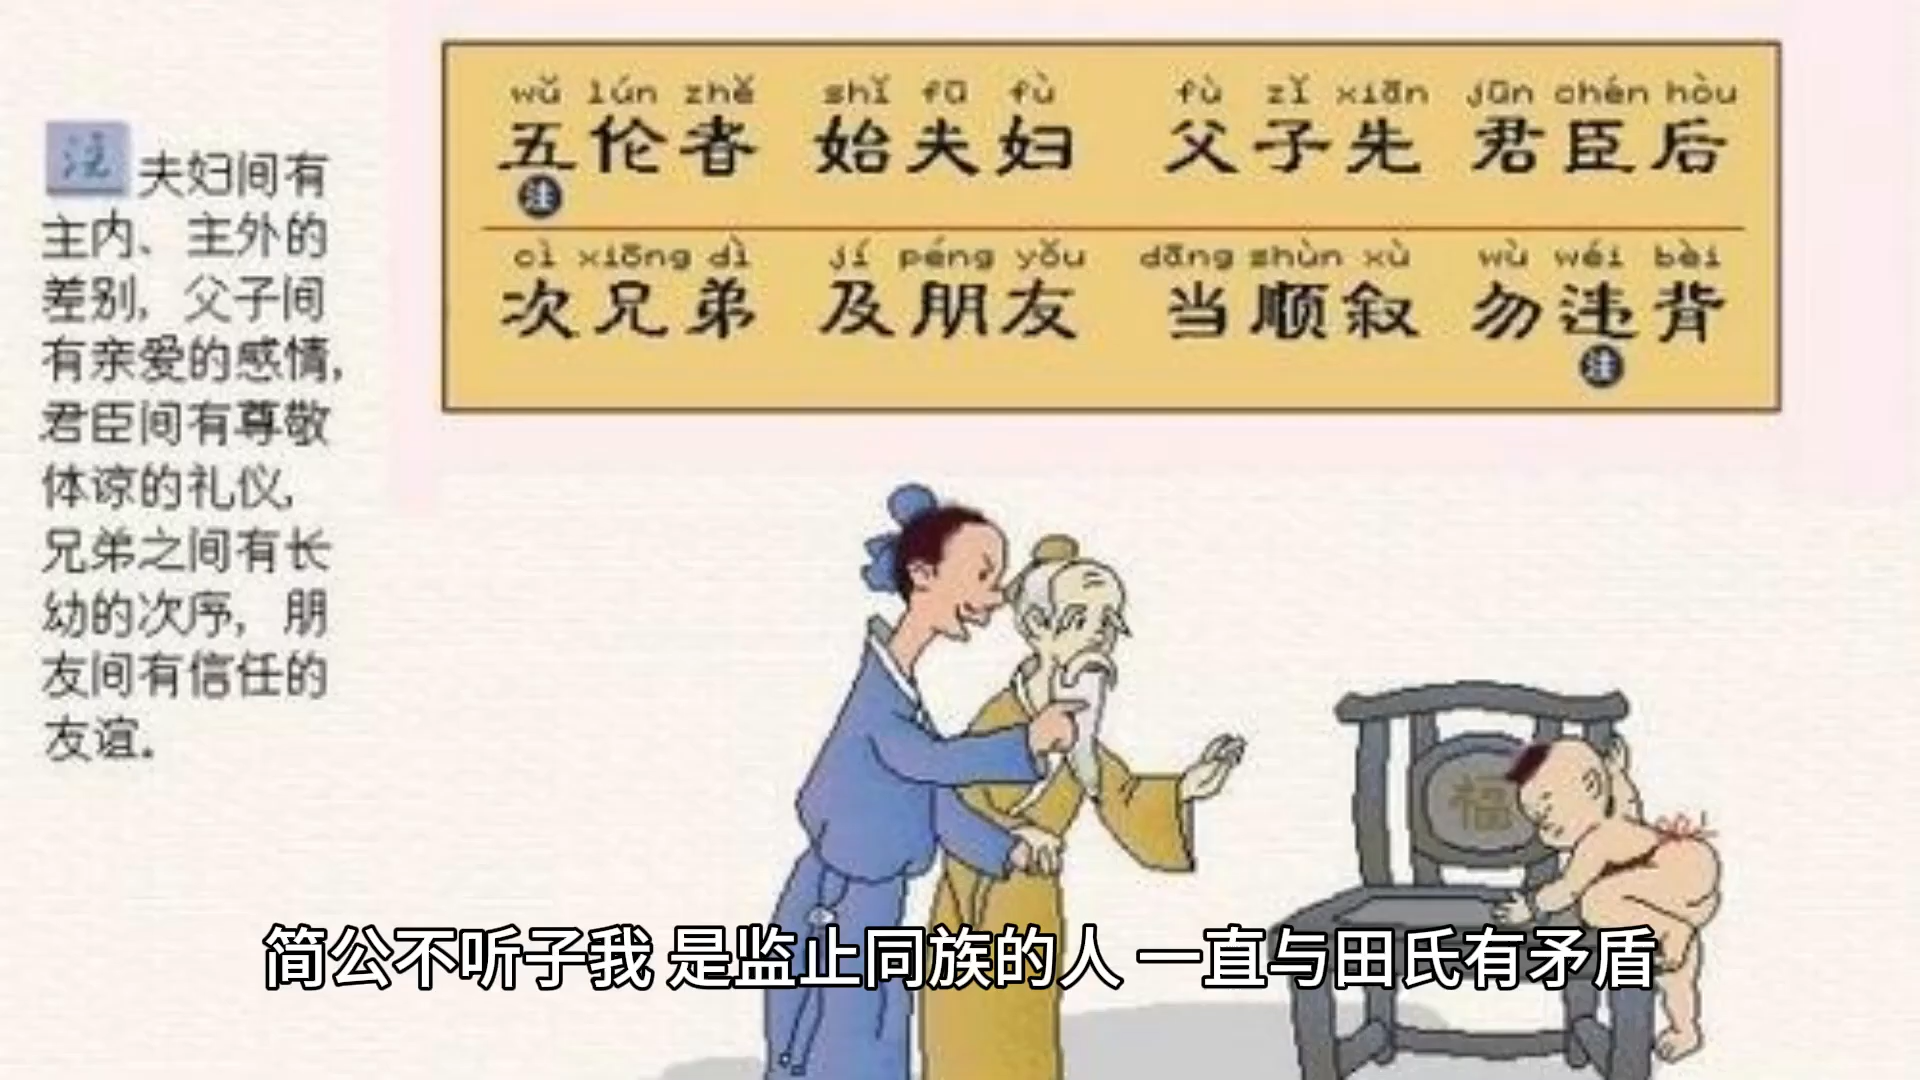 注 夫妇间有
主内、主外的
差别，父子间
有亲爱的感情，
君臣间有尊敬
体谅的礼仪，
兄弟之间有长
幼的次序，朋
友间有信任的
友谊。
wǔ lún zhě shǐ fū fù fù zǐ xiān jūn chén hòu
五伦者 始夫妇 父子先 君臣后
注
cì xiōng dì jí péng yǒu dāng shùn xù wù wéi bèi
次兄弟 及朋友 当顺叙 勿违背
注
福
简公不听子我 是监止同族的人 一直与田氏有矛盾